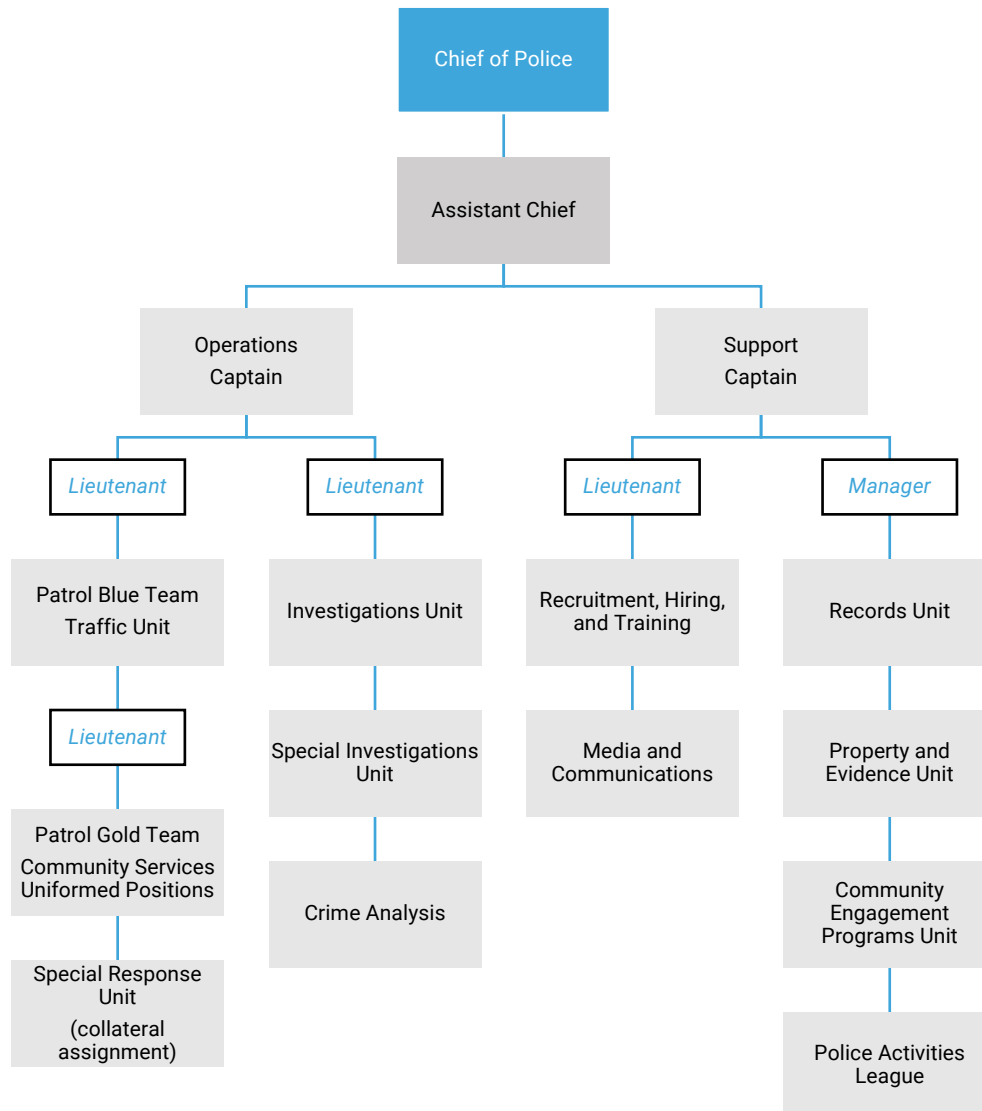 Chief of Police
Assistant Chief
Operations
Captain
Support
Captain
Lieutenant
Lieutenant
Lieutenant
Manager
Patrol Blue Team
Traffic Unit
Investigations Unit
Recruitment, Hiring,
and Training
Records Unit
Lieutenant
Special Investigations
Unit
Media and
Communications
Property and
Evidence Unit
Patrol Gold Team
Community Services
Uniformed Positions
Crime Analysis
Community
Engagement
Programs Unit
Special Response
Unit
(collateral
assignment)
Police Activities
League